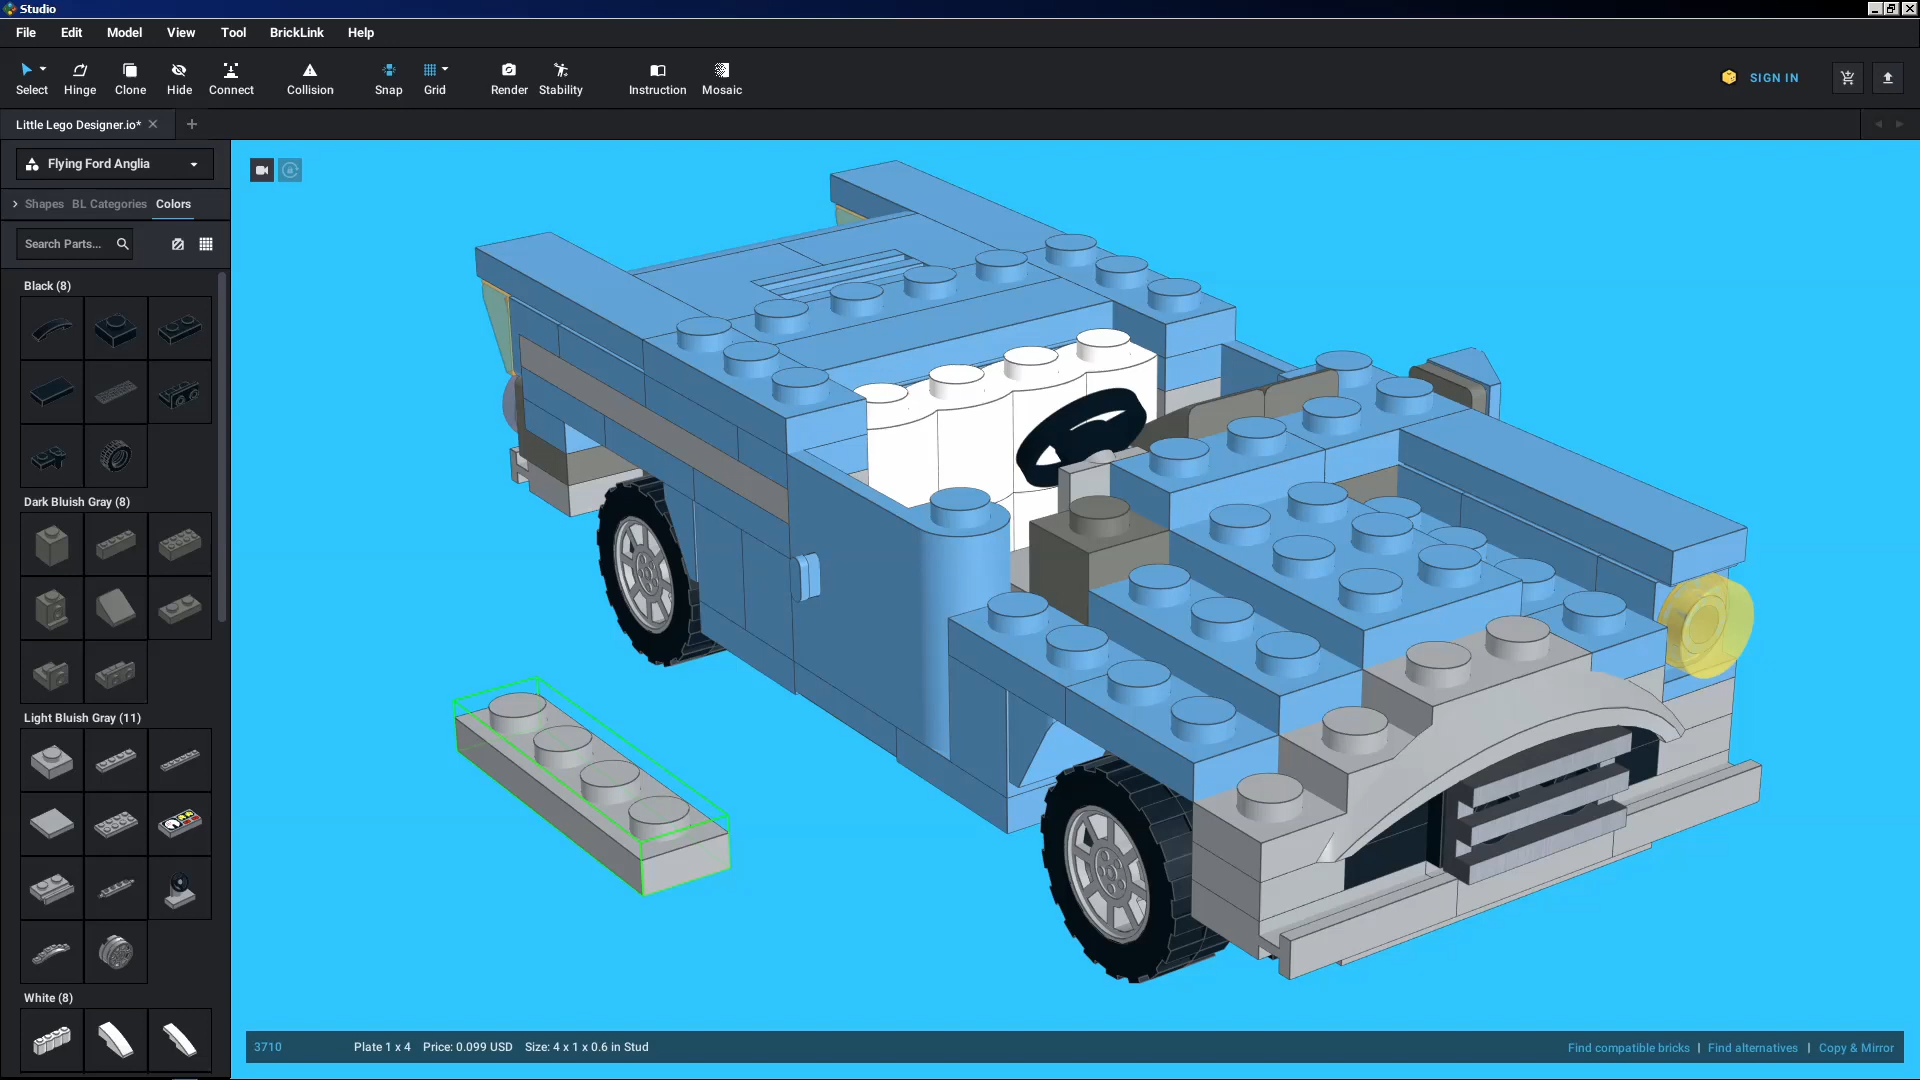 Studio
File Edit Model View Tool BrickLink Help
Select Hinge Clone Hide Connect Collision Snap Grid Render Stability Instruction Mosaic SIGN IN
Little Lego Designer.io*
Flying Ford Anglia
Shapes BL Categories Colors
Search Parts...
Black (8)
Dark Bluish Gray (8)
Light Bluish Gray (11)
White (8)
3710 Plate 1 x 4 Price: 0.099 USD Size: 4 x 1 x 0.6 in Stud Find compatible bricks | Find alternatives | Copy & Mirror